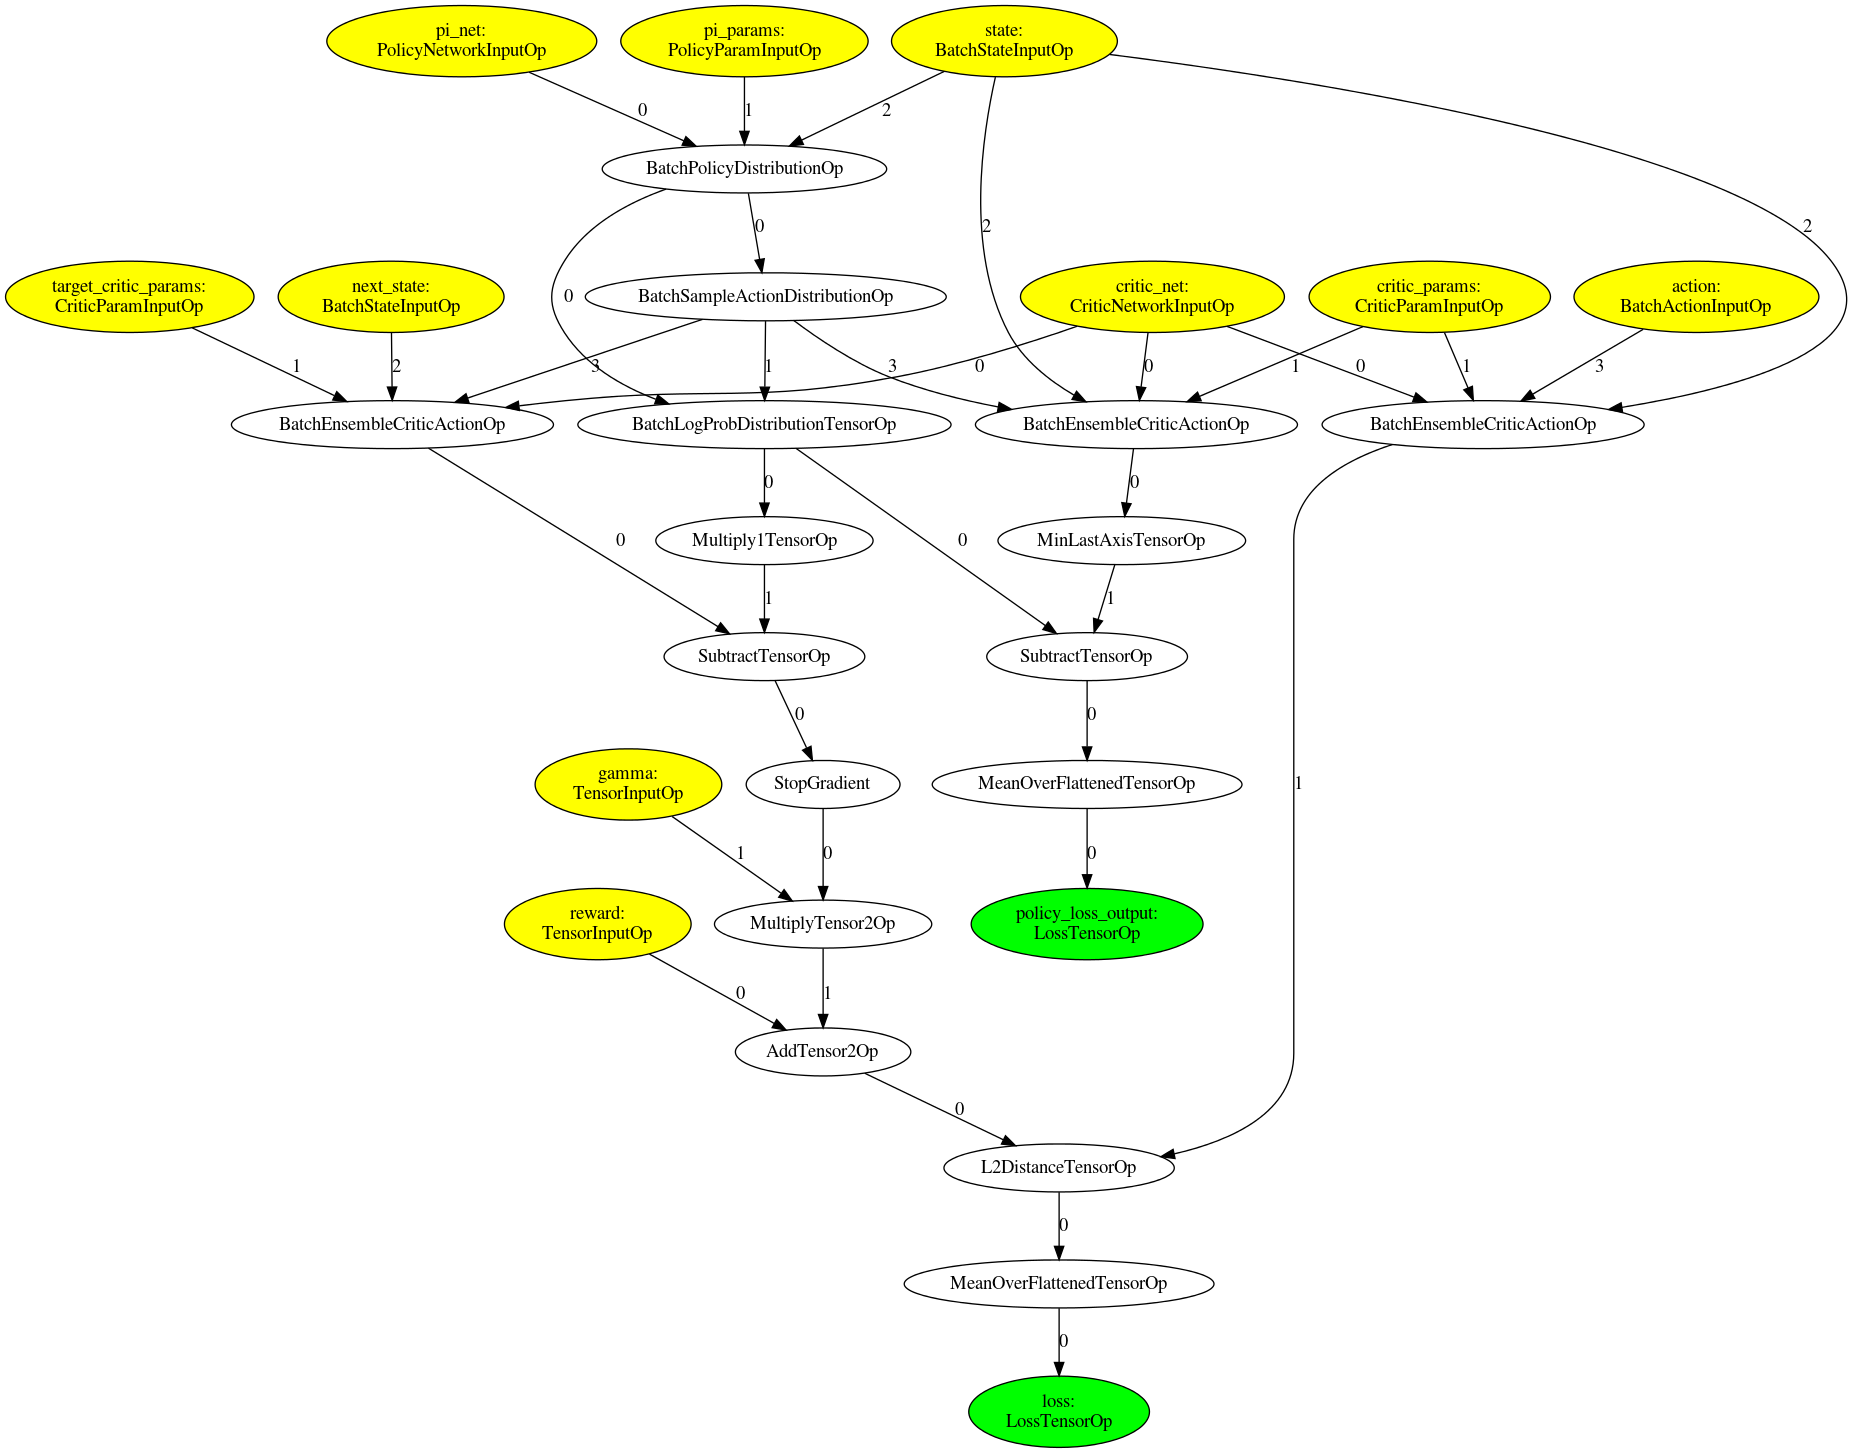 pi_net:
PolicyNetworkInputOp
pi_params:
PolicyParamInputOp
state:
BatchStateInputOp
0
1
2
BatchPolicyDistributionOp
0
2
2
target_critic_params:
CriticParamInputOp
next_state:
BatchStateInputOp
0
BatchSampleActionDistributionOp
critic_net:
CriticNetworkInputOp
critic_params:
CriticParamInputOp
action:
BatchActionInputOp
1
2
3
1
3
0
0
1
0
1
3
BatchEnsembleCriticActionOp
BatchLogProbDistributionTensorOp
BatchEnsembleCriticActionOp
BatchEnsembleCriticActionOp
0
0
0
Multiply1TensorOp
0
MinLastAxisTensorOp
1
1
SubtractTensorOp
SubtractTensorOp
0
0
gamma:
TensorInputOp
StopGradient
MeanOverFlattenedTensorOp
1
1
0
0
reward:
TensorInputOp
MultiplyTensor2Op
policy_loss_output:
LossTensorOp
0
1
AddTensor2Op
0
L2DistanceTensorOp
0
MeanOverFlattenedTensorOp
0
loss:
LossTensorOp